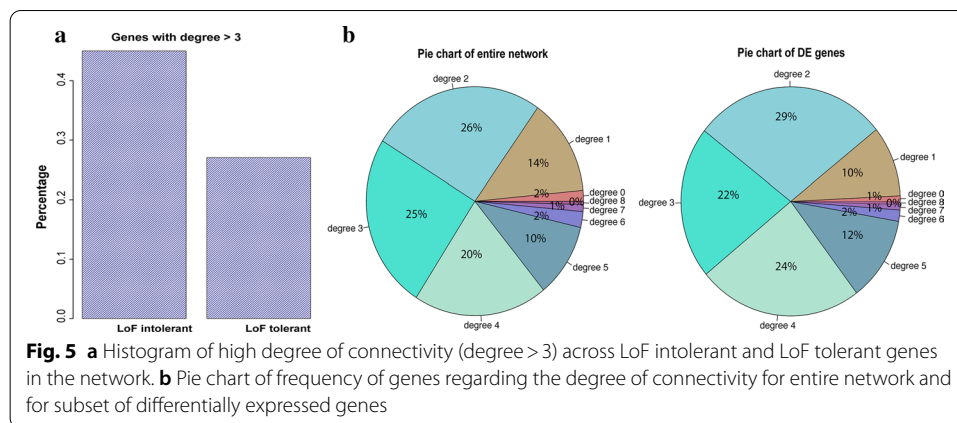 a
Genes with degree > 3
Percentage
0.4
0.3
0.2
0.1
0.0
LoF intolerant
LoF tolerant
b
Pie chart of entire network
degree 2
26%
degree 1
14%
degree 0
2%
degree 8
0%
degree 7
1%
degree 6
2%
degree 5
10%
degree 4
20%
degree 3
25%
Pie chart of DE genes
degree 2
29%
degree 1
10%
degree 0
1%
degree 8
0%
degree 7
1%
degree 6
2%
degree 5
12%
degree 4
24%
degree 3
22%
Fig. 5 a Histogram of high degree of connectivity (degree > 3) across LoF intolerant and LoF tolerant genes
in the network. b Pie chart of frequency of genes regarding the degree of connectivity for entire network and
for subset of differentially expressed genes